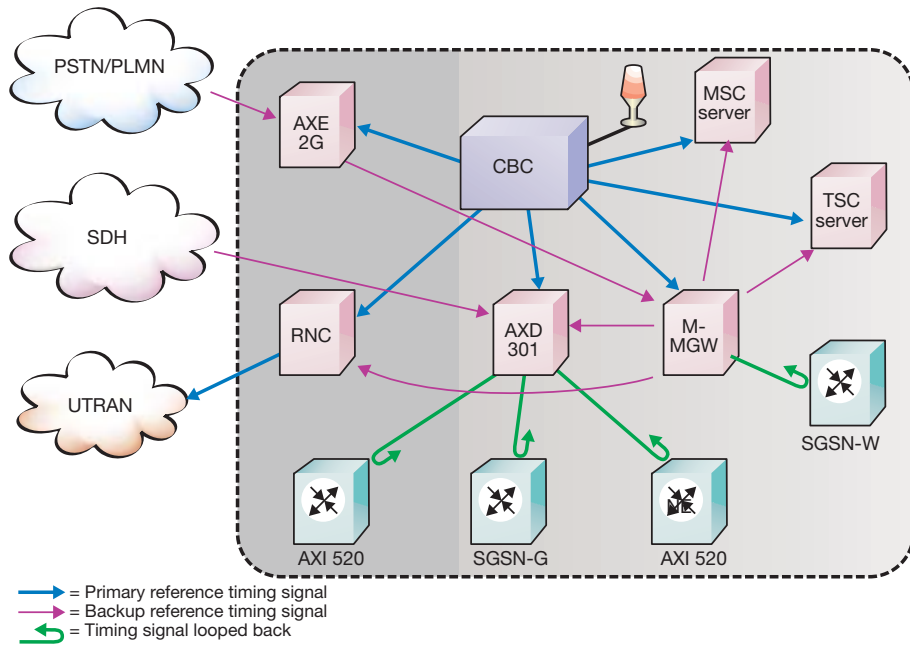 PSTN/PLMN
AXE
2G
CBC
MSC
server
TSC
server
SDH
RNC
AXD
301
M-
MGW
UTRAN
SGSN-W
NE
AXI 520
SGSN-G
AXI 520
= Primary reference timing signal
= Backup reference timing signal
= Timing signal looped back